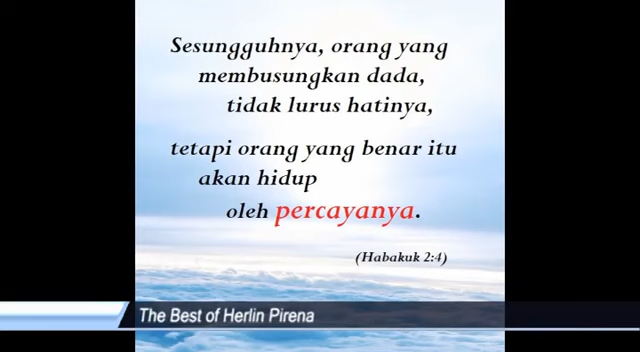 Sesungguhnya, orang yang
membusungkan dada,
tidak lurus hatinya,
tetapi orang yang benar itu
akan hidup
oleh percayanya.
(Habakuk 2:4)
The Best of Herlin Pirena